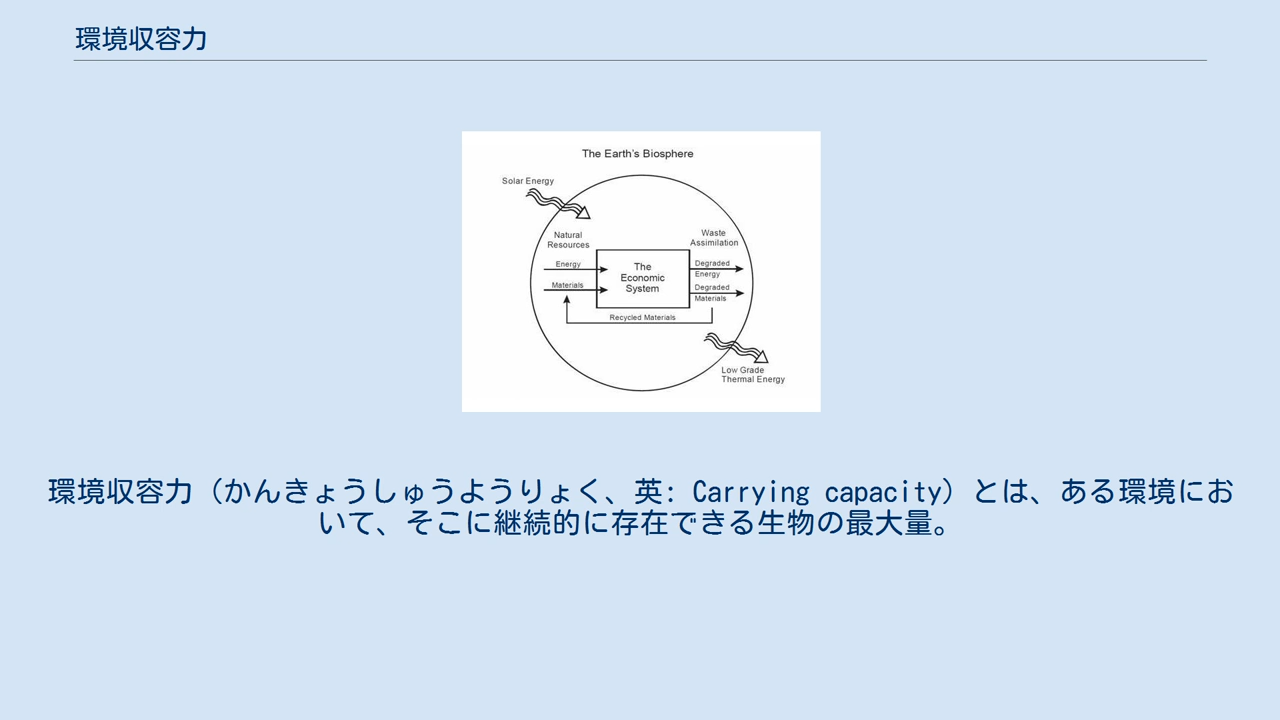 環境収容力
The Earth's Biosphere
Solar Energy
Natural
Resources
Waste
Assimilation
Energy
Materials
The
Economic
System
Degraded
Energy
Degraded
Materials
Recycled Materials
Low Grade
Thermal Energy
環境収容力（かんきょうしゅうようりょく、英: Carrying capacity）とは、ある環境にお
いて、そこに継続的に存在できる生物の最大量。